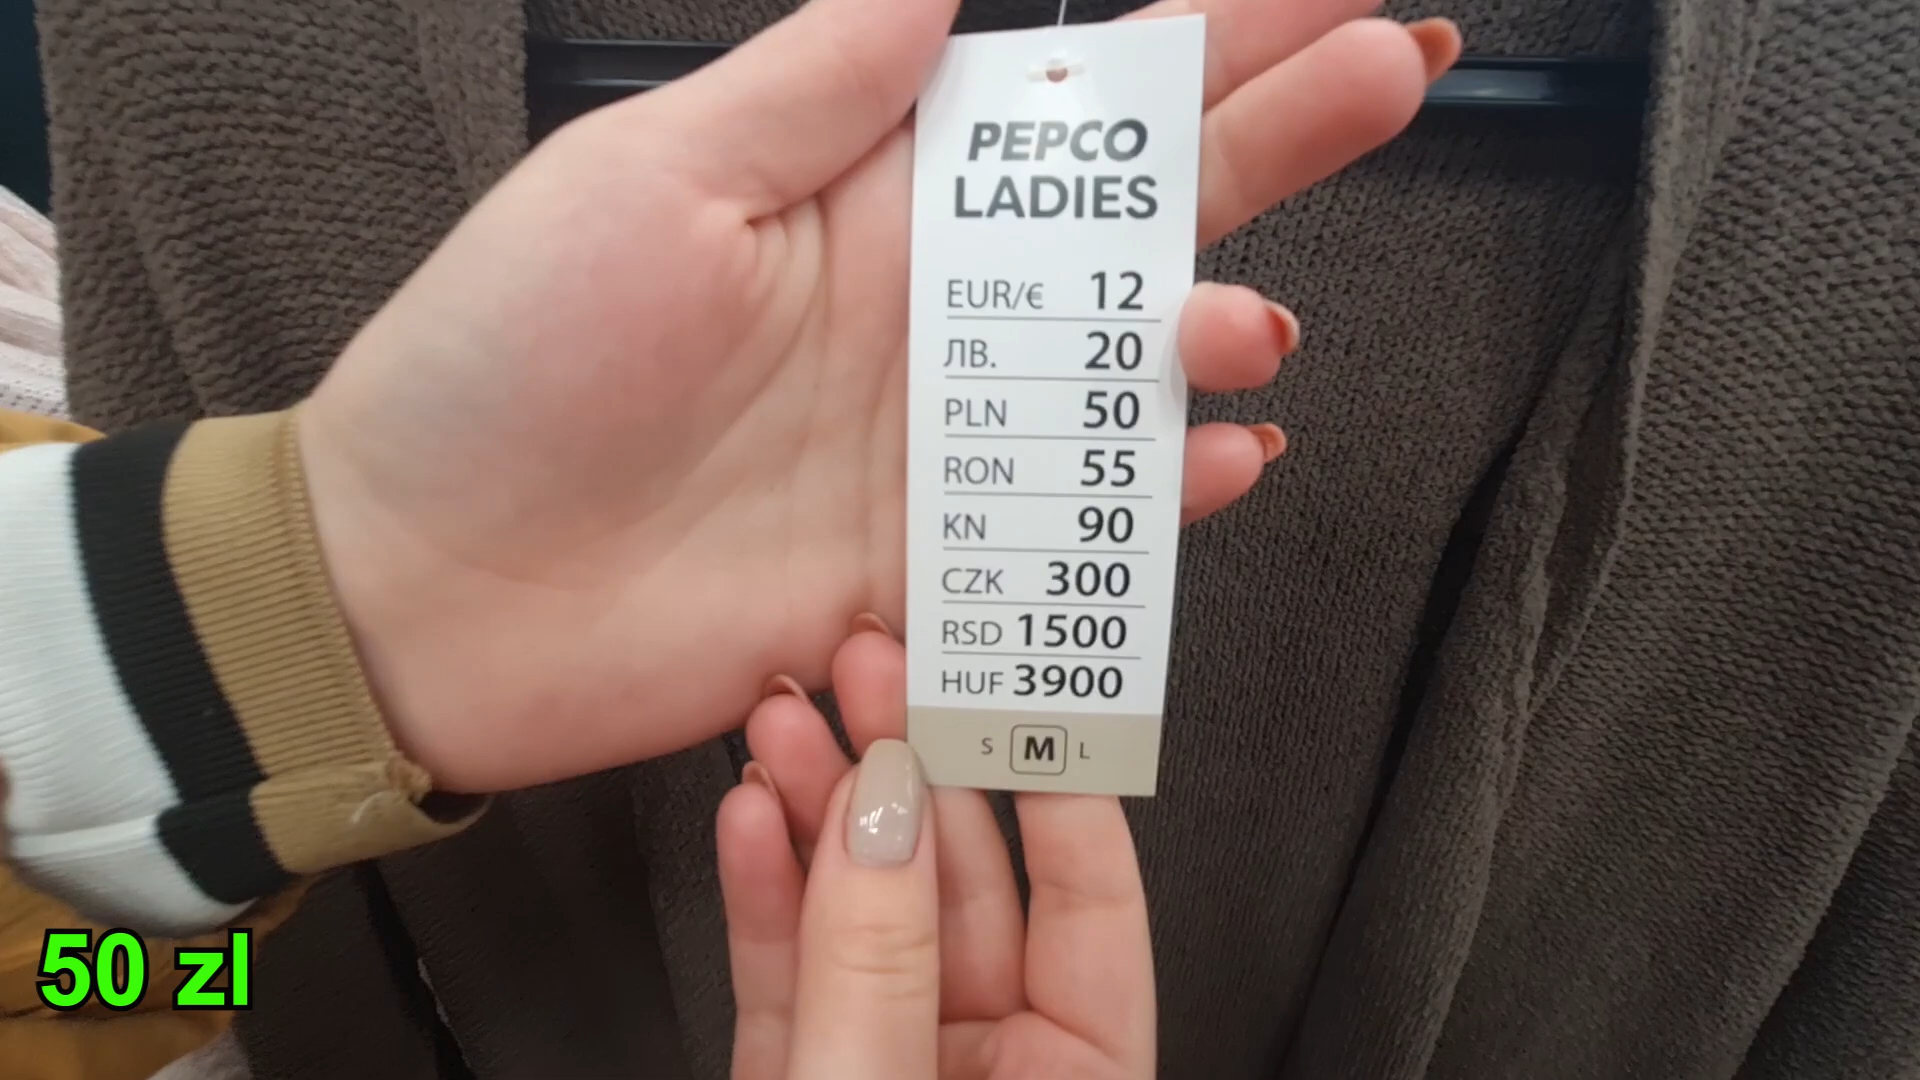 PEPCO
LADIES
EUR/€ 12
ЛВ. 20
PLN 50
RON 55
KN 90
CZK 300
RSD 1500
HUF 3900
S M L
50 zl